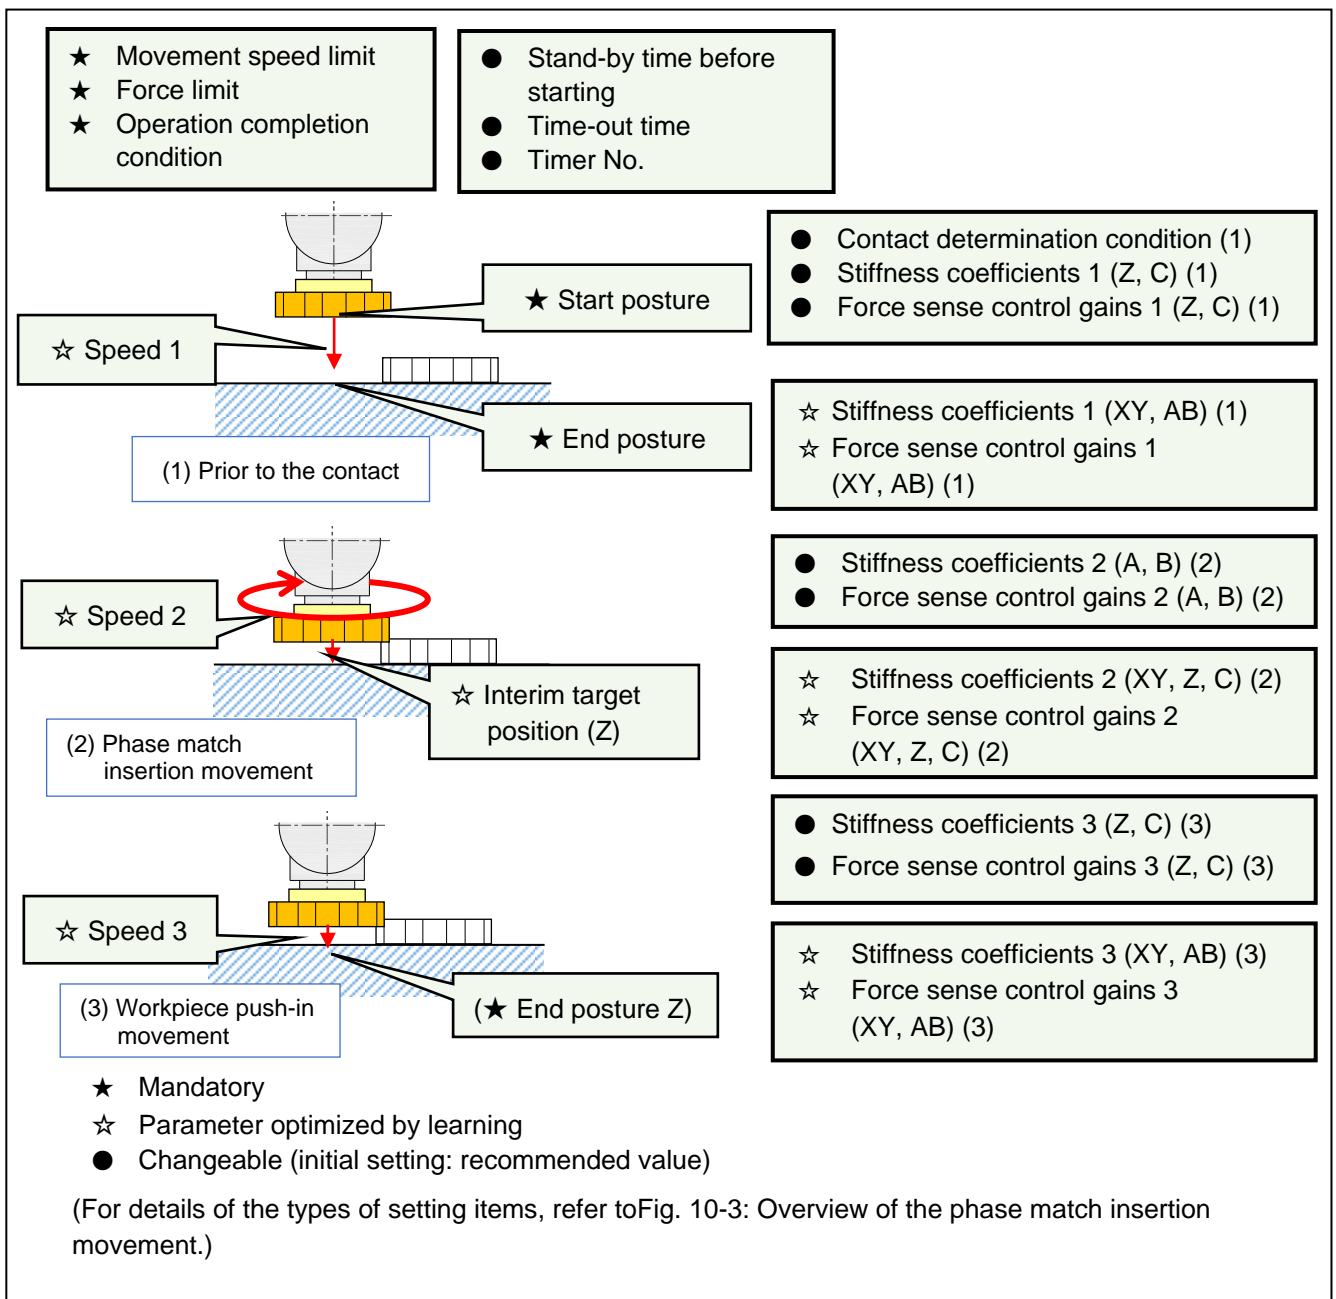 ★ Movement speed limit
★ Force limit
★ Operation completion
condition
● Stand-by time before
starting
● Time-out time
● Timer No.
● Contact determination condition (1)
● Stiffness coefficients 1 (Z, C) (1)
● Force sense control gains 1 (Z, C) (1)
★ Start posture
☆ Speed 1
★ End posture
☆ Stiffness coefficients 1 (XY, AB) (1)
☆ Force sense control gains 1
(XY, AB) (1)
(1) Prior to the contact
● Stiffness coefficients 2 (A, B) (2)
● Force sense control gains 2 (A, B) (2)
☆ Speed 2
☆ Interim target
position (Z)
☆ Stiffness coefficients 2 (XY, Z, C) (2)
☆ Force sense control gains 2
(XY, Z, C) (2)
(2) Phase match
insertion movement
● Stiffness coefficients 3 (Z, C) (3)
● Force sense control gains 3 (Z, C) (3)
☆ Speed 3
(★ End posture Z)
☆ Stiffness coefficients 3 (XY, AB) (3)
☆ Force sense control gains 3
(XY, AB) (3)
(3) Workpiece push-in
movement
★ Mandatory
☆ Parameter optimized by learning
● Changeable (initial setting: recommended value)
(For details of the types of setting items, refer toFig. 10-3: Overview of the phase match insertion
movement.)